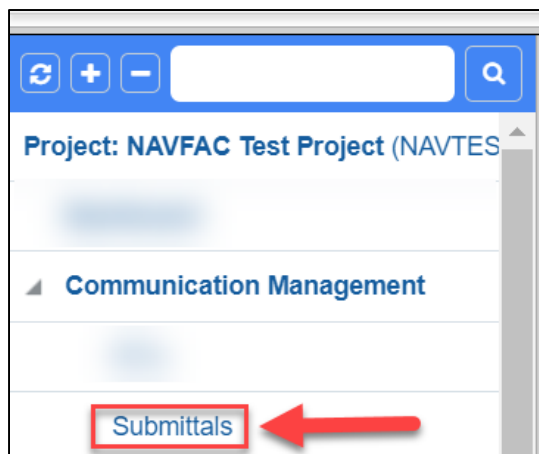 Project: NAVFAC Test Project (NAVTES
Communication Management
Submittals